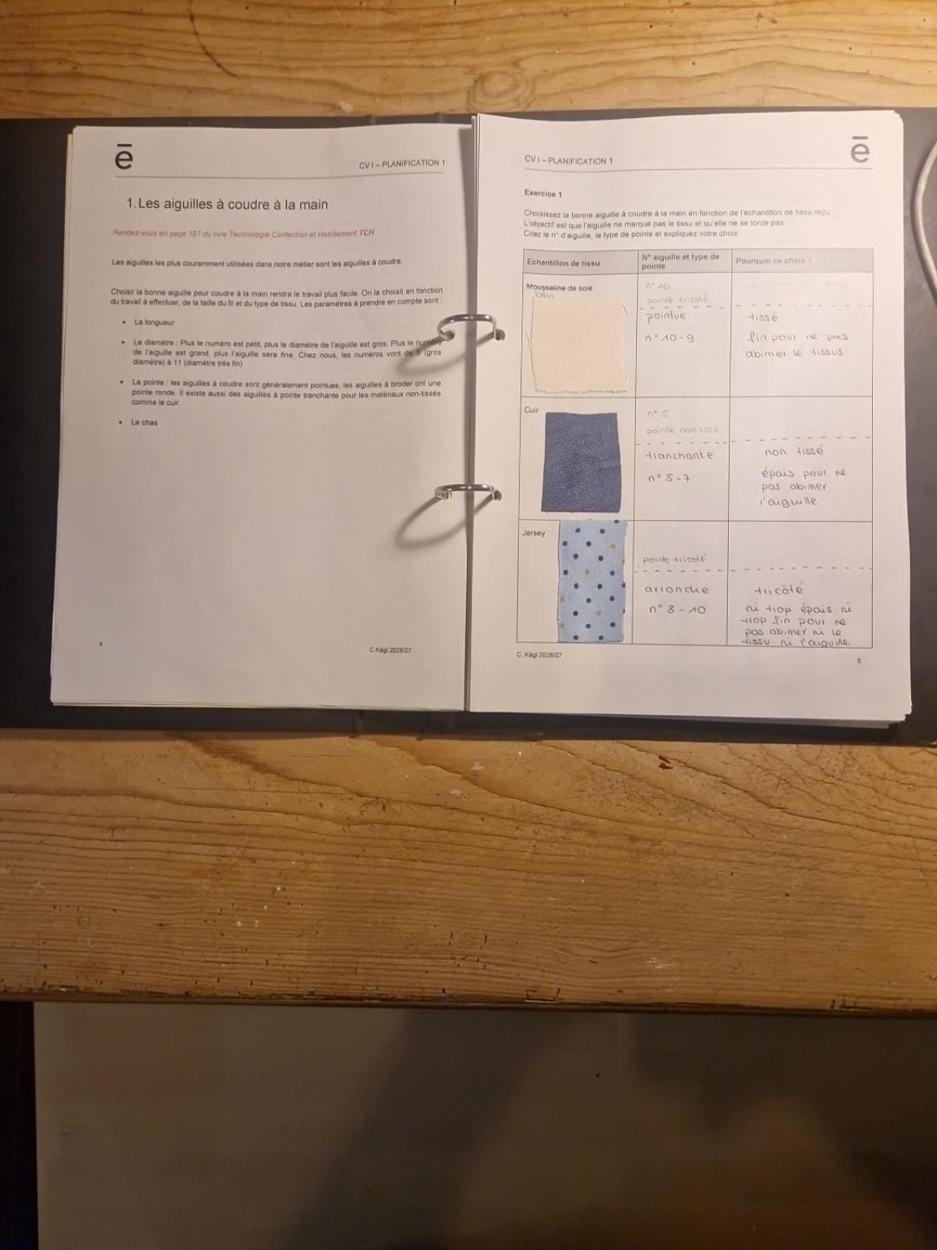 ē
CV I – PLANIFICATION 1
1. Les aiguilles à coudre à la main
Rendez-vous en page 197 du livre Technologie Confection et Habillement TCH
Les aiguilles les plus couramment utilisées dans notre métier sont les aiguilles à coudre.
Choisir la bonne aiguille pour coudre à la main rendra le travail plus facile. On la choisit en fonction
du travail à effectuer, de la taille du fil et du type de tissu. Les paramètres à prendre en compte sont :
• La longueur
• Le diamètre : Plus le numéro est petit, plus le diamètre de l'aiguille est gros. Plus le numéro
de l'aiguille est grand, plus l'aiguille sera fine. Chez nous, les numéros vont de (gros
diamètre) à 11 (diamètre très fin)
• La pointe : les aiguilles à coudre sont généralement pointues, les aiguilles à broder ont une
pointe ronde. Il existe aussi des aiguilles à pointe tranchante pour les matériaux non-tissés
comme le cuir.
• Le chas
4
C. Kägi 2026/27
CV I – PLANIFICATION 1
ē
Exercice 1
Choisissez la bonne aiguille à coudre à la main en fonction de l'échantillon de tissu reçu
L'objectif est que l'aiguille ne marque pas le tissu et qu'elle ne se torde pas.
Citez le n° d'aiguille, le type de pointe et expliquez votre choix.
Echantillon de tissu
N° aiguille et type de
pointe
Pourquoi ce choix ?
Mousseline de soie
n° 10
pointe tricoté
pointue
n° 10-9
tissé
fin pour ne pas
abimer le tissus
Cuir
n° 5
pointe non tissé
tranchante
n° 5-7
non tissé
épais pour ne
pas abimer
l'aiguille
Jersey
pointe tricoté
arrondie
n° 8-10
tricoté
ni trop épais ni
trop fin pour ne
pas abimer ni le
tissu ni l'aiguille
C. Kägi 2026/27
5